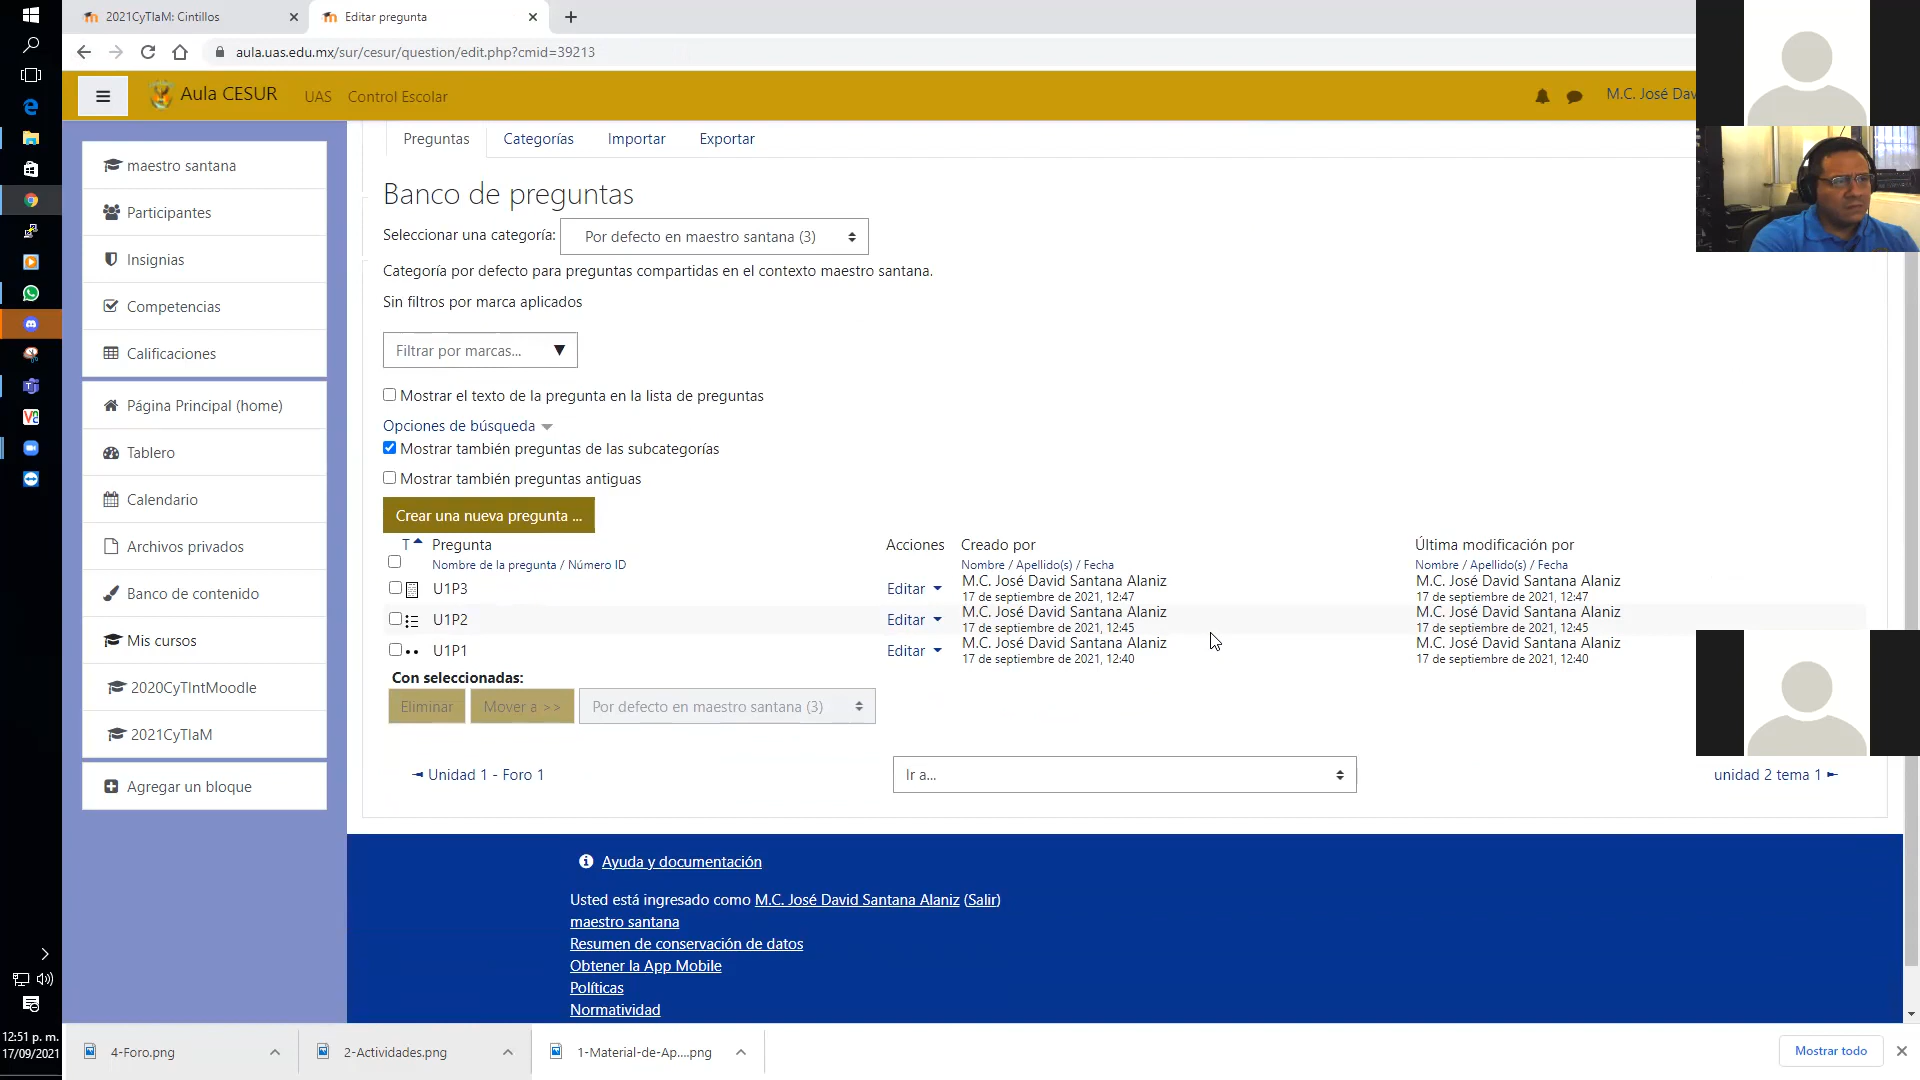 2021CyTIaM: Cintillos
Editar pregunta
aula.uas.edu.mx/sur/cesur/question/edit.php?cmid=39213
Aula CESUR
UAS
Control Escolar
M.C. José Dav
maestro santana
Participantes
Insignias
Competencias
Calificaciones
Página Principal (home)
Tablero
Calendario
Archivos privados
Banco de contenido
Mis cursos
2020CyTIntMoodle
2021CyTIaM
Agregar un bloque
Preguntas
Categorías
Importar
Exportar
Banco de preguntas
Seleccionar una categoría: Por defecto en maestro santana (3)
Categoría por defecto para preguntas compartidas en el contexto maestro santana.
Sin filtros por marca aplicados
Filtrar por marcas... ▼
Mostrar el texto de la pregunta en la lista de preguntas
Opciones de búsqueda
Mostrar también preguntas de las subcategorías
Mostrar también preguntas antiguas
Crear una nueva pregunta ...
T Pregunta Acciones Creado por Última modificación por
Nombre de la pregunta / Número ID Nombre / Apellido(s) / Fecha Nombre / Apellido(s) / Fecha
U1P3 Editar M.C. José David Santana Alaniz M.C. José David Santana Alaniz
17 de septiembre de 2021, 12:47 17 de septiembre de 2021, 12:47
U1P2 Editar M.C. José David Santana Alaniz M.C. José David Santana Alaniz
17 de septiembre de 2021, 12:45 17 de septiembre de 2021, 12:45
U1P1 Editar M.C. José David Santana Alaniz M.C. José David Santana Alaniz
17 de septiembre de 2021, 12:40 17 de septiembre de 2021, 12:40
Con seleccionadas:
Eliminar Mover a >> Por defecto en maestro santana (3)
◄ Unidad 1 - Foro 1 Ir a... unidad 2 tema 1 ►
Ayuda y documentación
Usted está ingresado como M.C. José David Santana Alaniz (Salir)
maestro santana
Resumen de conservación de datos
Obtener la App Mobile
Políticas
Normatividad
12:51 p. m.
17/09/2021
4-Foro.png
2-Actividades.png
1-Material-de-Ap....png
Mostrar todo